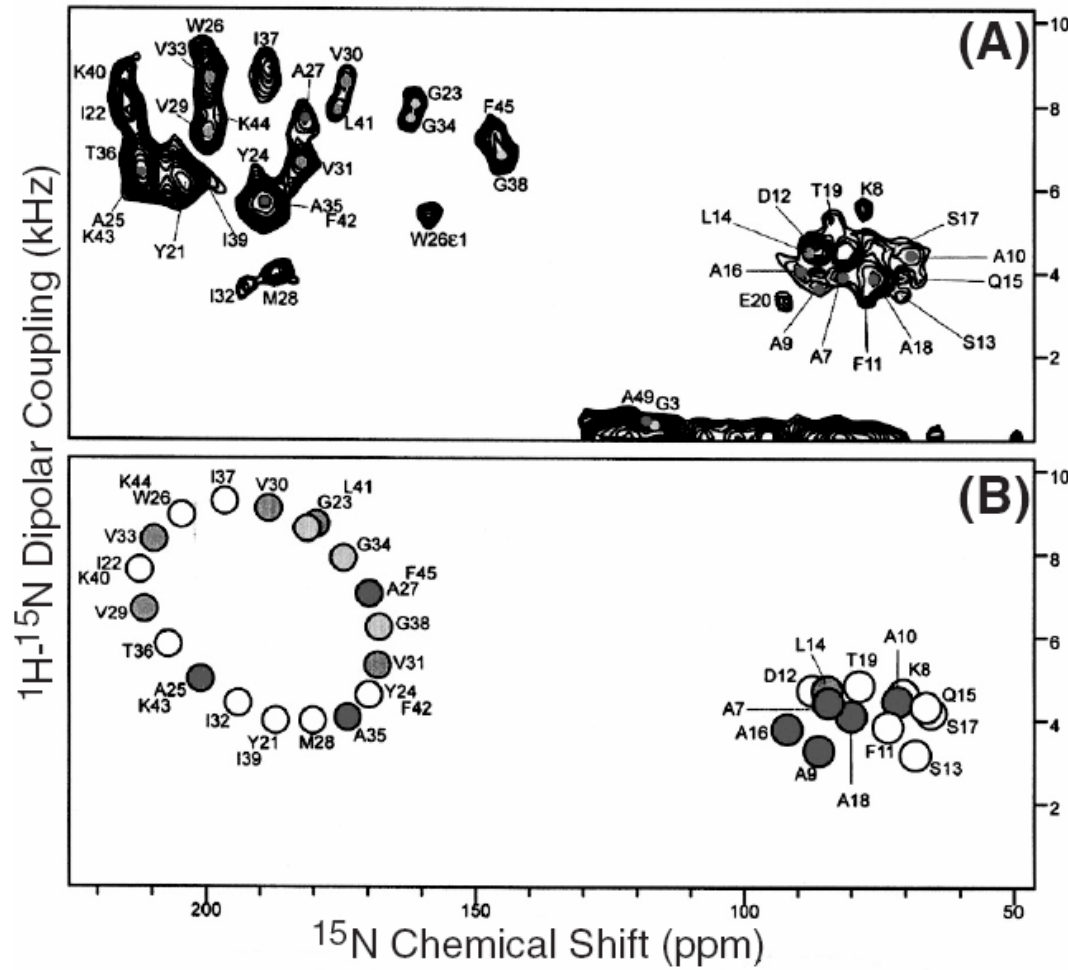 (A)
10
8
6
4
2
W26
V33
I37
K40
A27
V30
I22
V29
K44
L41
G23
G34
F45
T36
Y24
V31
G38
A25
K43
Y21
I39
A35
F42
W26ε1
I32
M28
D12
T19
K8
L14
S17
A16
A10
Q15
E20
A9
A7
F11
A18
S13
A49
G3
(B)
10
8
6
4
2
K44
W26
I37
V30
L41
G23
V33
G34
I22
K40
F45
A27
V29
G38
T36
V31
A25
K43
Y24
F42
I32
Y21
I39
M28
A35
L14
A10
D12
T19
K8
A7
Q15
A16
S17
F11
A9
S13
A18
200
150
100
50
¹⁵N Chemical Shift (ppm)
¹H-¹⁵N Dipolar Coupling (kHz)